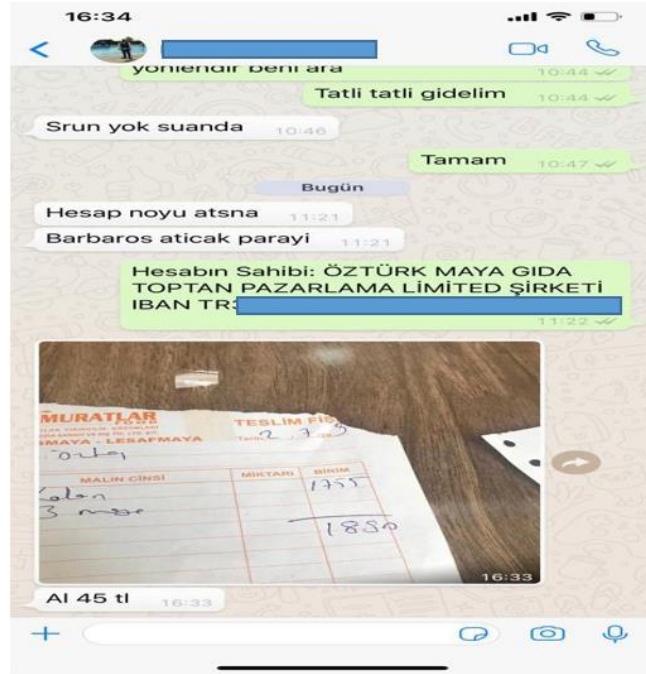 16:34
yönlendir beni ara 10:44
Tatli tatli gidelim 10:44
Srun yok suanda 10:46
Tamam 10:47
Bugün
Hesap noyu atsna 11:21
Barbaros aticak parayi 11:21
Hesabın Sahibi: ÖZTÜRK MAYA GIDA
TOPTAN PAZARLAMA LİMİTED ŞİRKETİ
IBAN TR
11:22
MURATLAR
TESLİM FİŞ
MAYA - LESAFMAYA
MALIN CİNSİ MİKTARI BİRİM
1755
3
16:33
Al 45 tl 16:33